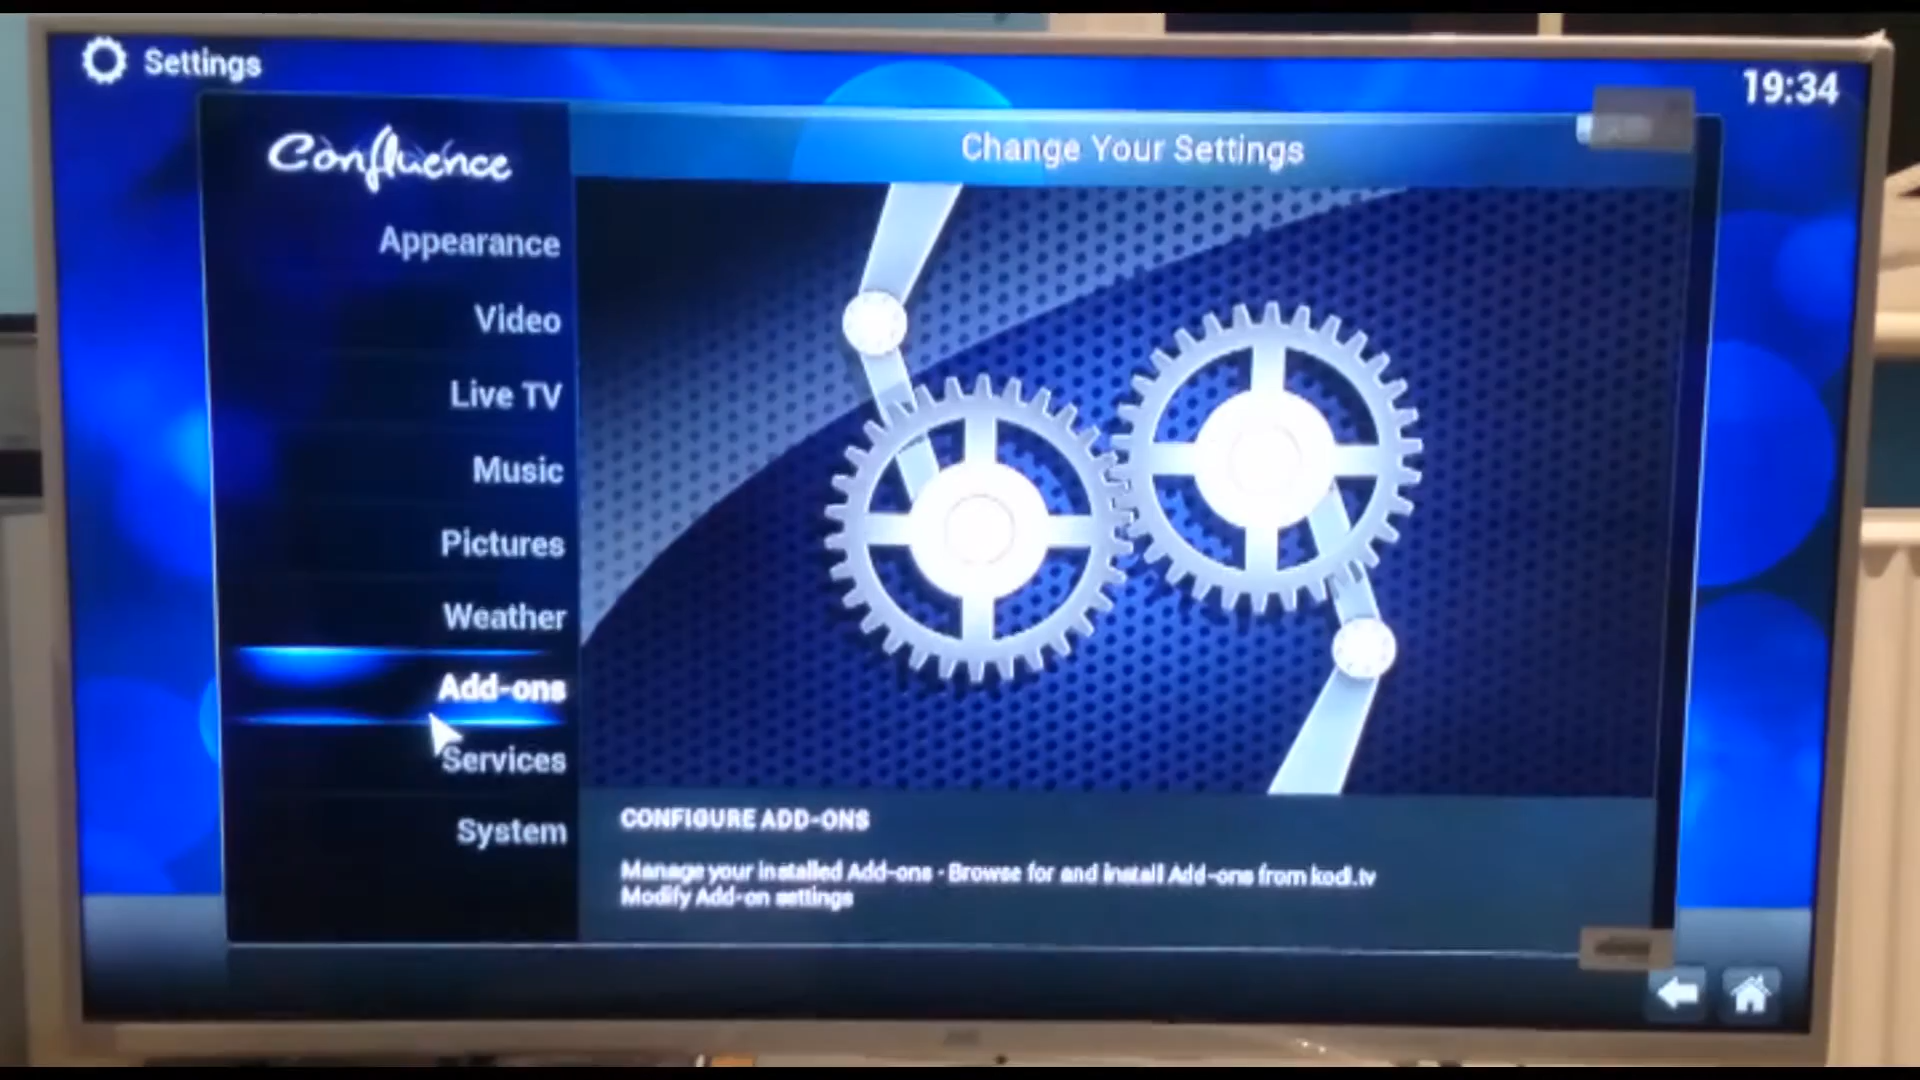 Settings
19:34
Confluence
Change Your Settings
Appearance
Video
Live TV
Music
Pictures
Weather
Add-ons
Services
System
CONFIGURE ADD-ONS
Manage your installed Add-ons - Browse for and install Add-ons from kodi.tv
Modify Add-on settings